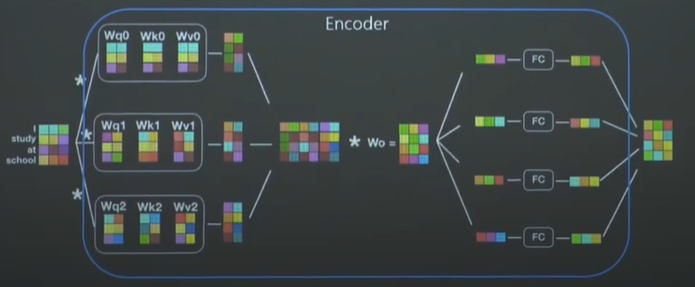 Encoder
Wq0 Wk0 Wv0
I
study
at
school
*
*
*
Wq1 Wk1 Wv1
Wq2 Wk2 Wv2
* Wo =
FC
FC
FC
FC